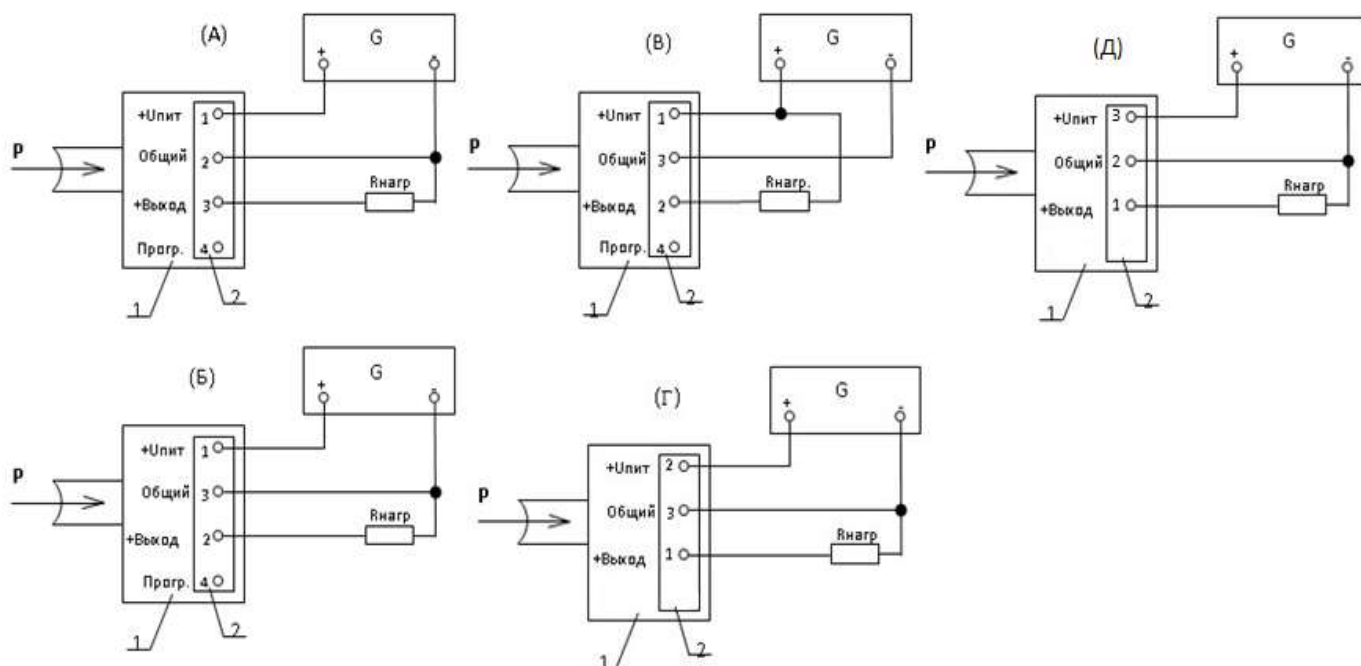 (А)
G
+ -
+Uпит 1
P
Общий 2
Rнагр
+Выход 3
Прогр. 4
1 2
(В)
G
+ -
+Uпит 1
P
Общий 3
Rнагр.
+Выход 2
Прогр. 4
1 2
(Д)
G
+ -
+Uпит 3
P
Общий 2
Rнагр
+Выход 1
1 2
(Б)
G
+ -
+Uпит 1
P
Общий 3
Rнагр
+Выход 2
Прогр. 4
1 2
(Г)
G
+ -
+Uпит 2
P
Общий 3
Rнагр
+Выход 1
1 2